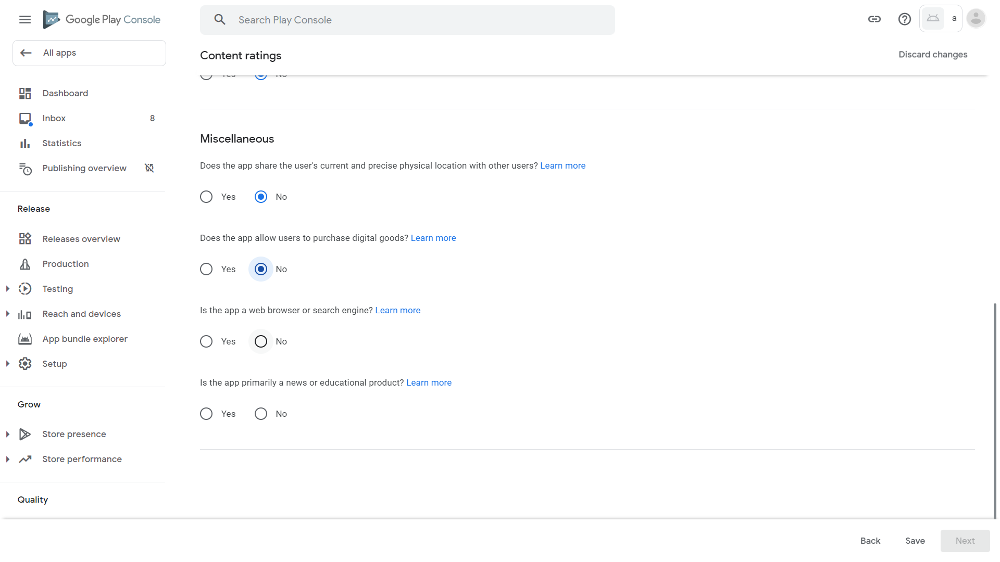 Google Play Console
Search Play Console
a
All apps
Content ratings
Discard changes
Yes No
Dashboard
Inbox 8
Statistics
Publishing overview
Release
Releases overview
Production
Testing
Reach and devices
App bundle explorer
Setup
Grow
Store presence
Store performance
Quality
Miscellaneous
Does the app share the user's current and precise physical location with other users? Learn more
Yes No
Does the app allow users to purchase digital goods? Learn more
Yes No
Is the app a web browser or search engine? Learn more
Yes No
Is the app primarily a news or educational product? Learn more
Yes No
Back Save Next